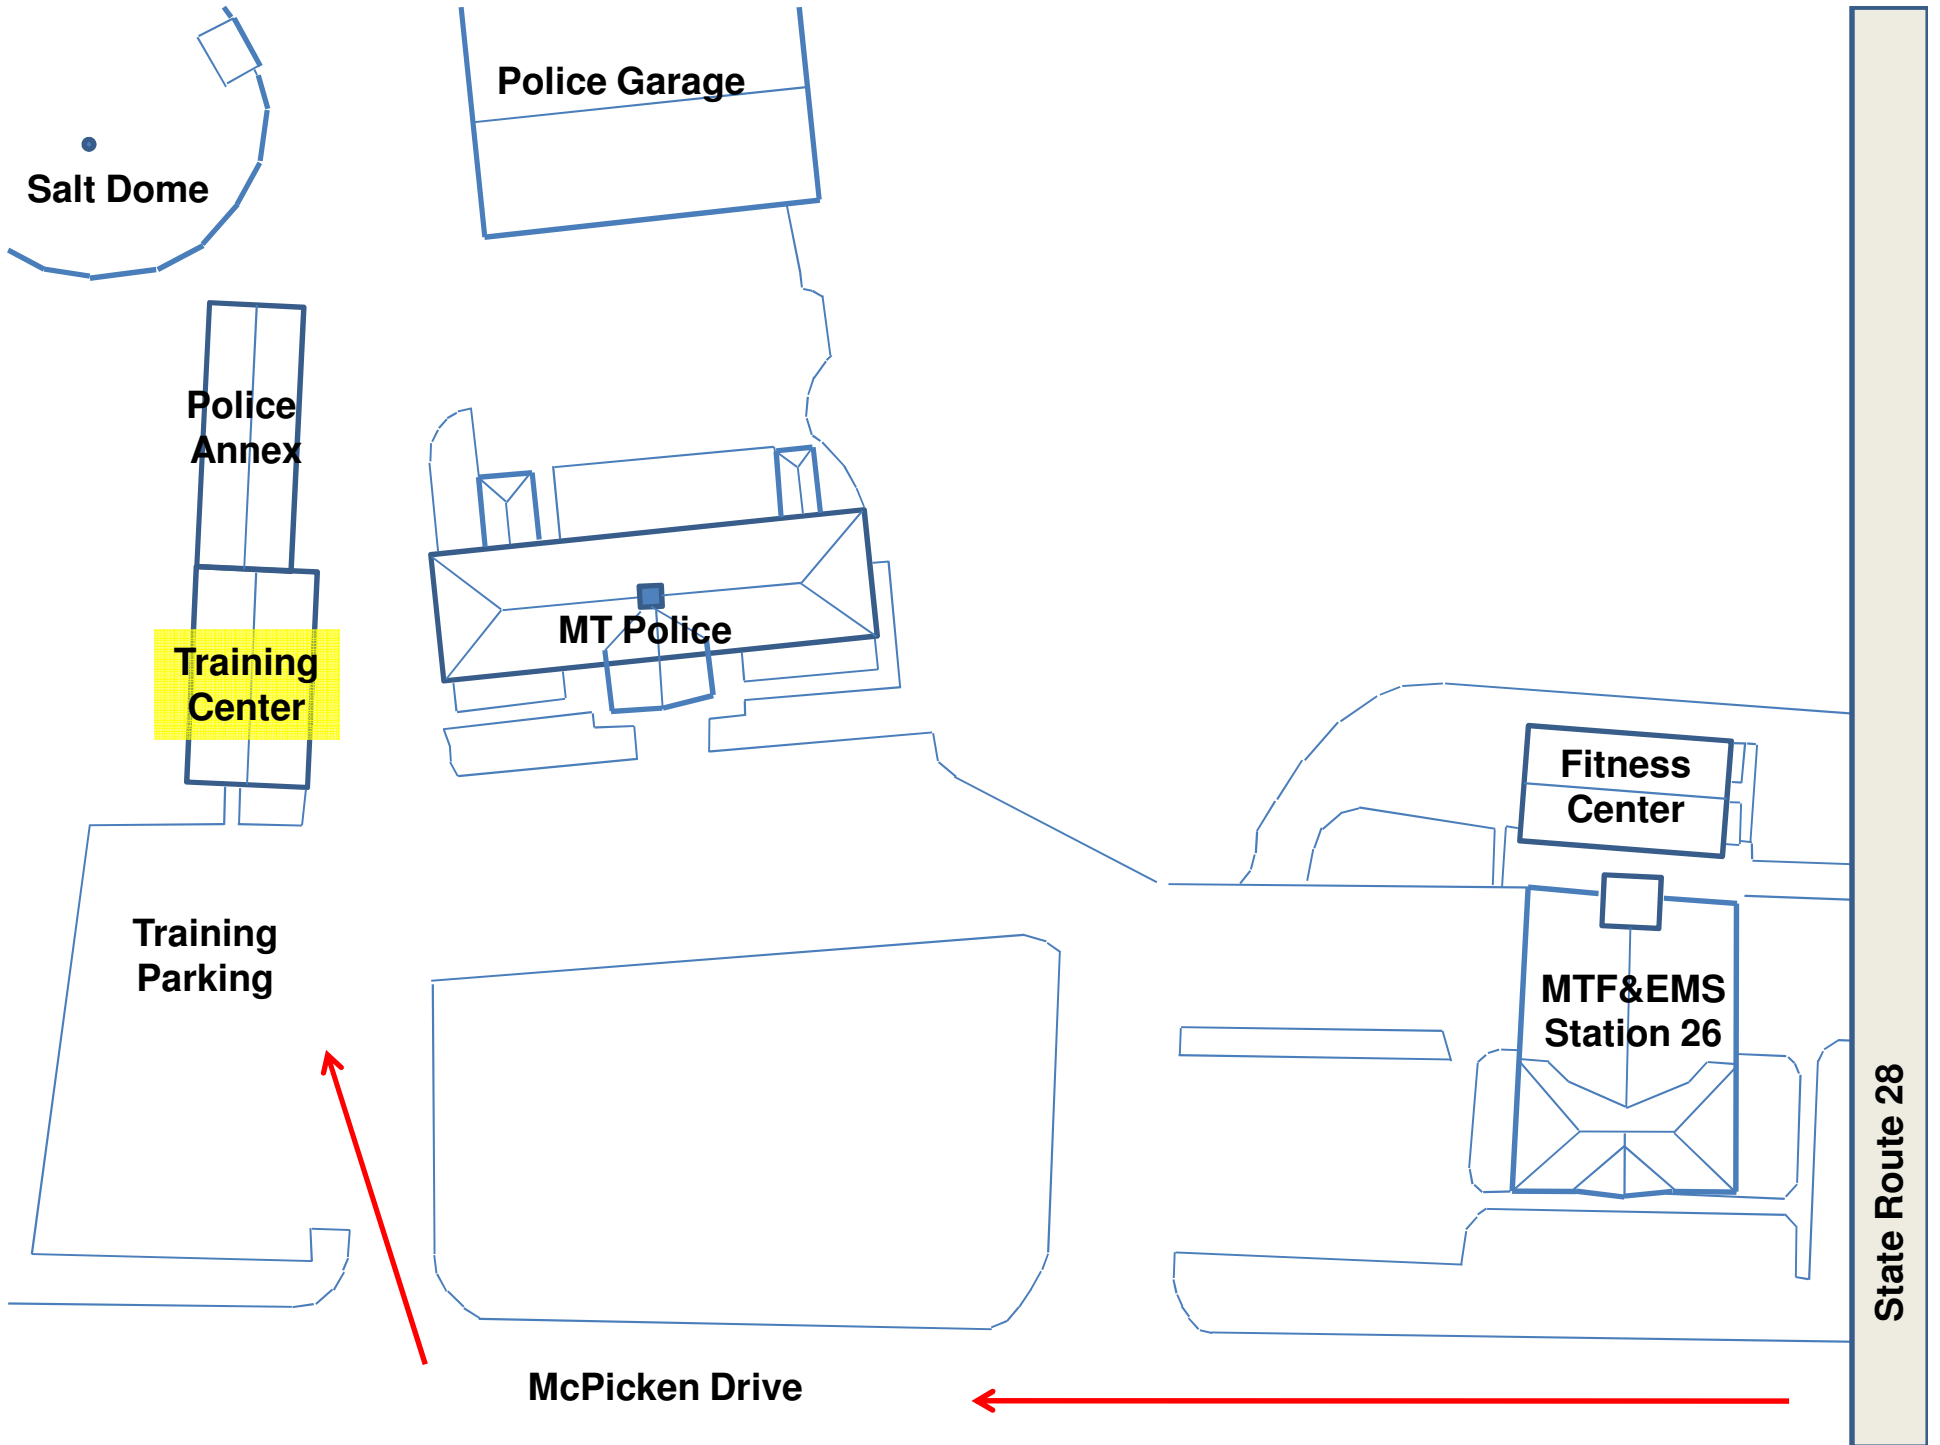 Police Garage
Salt Dome
Police
Annex
MT Police
Training
Center
Fitness
Center
Training
Parking
MTF&EMS
Station 26
State Route 28
McPicken Drive